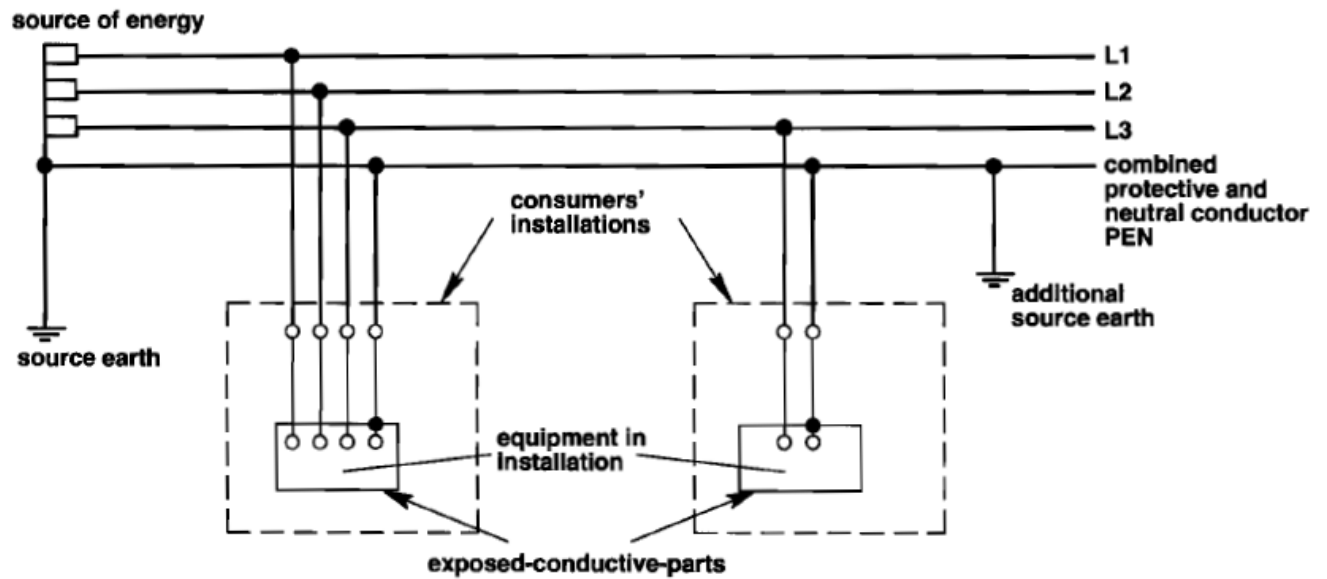 source of energy
L1
L2
L3
combined
protective and
neutral conductor
PEN
consumers'
installations
additional
source earth
source earth
equipment in
installation
exposed-conductive-parts